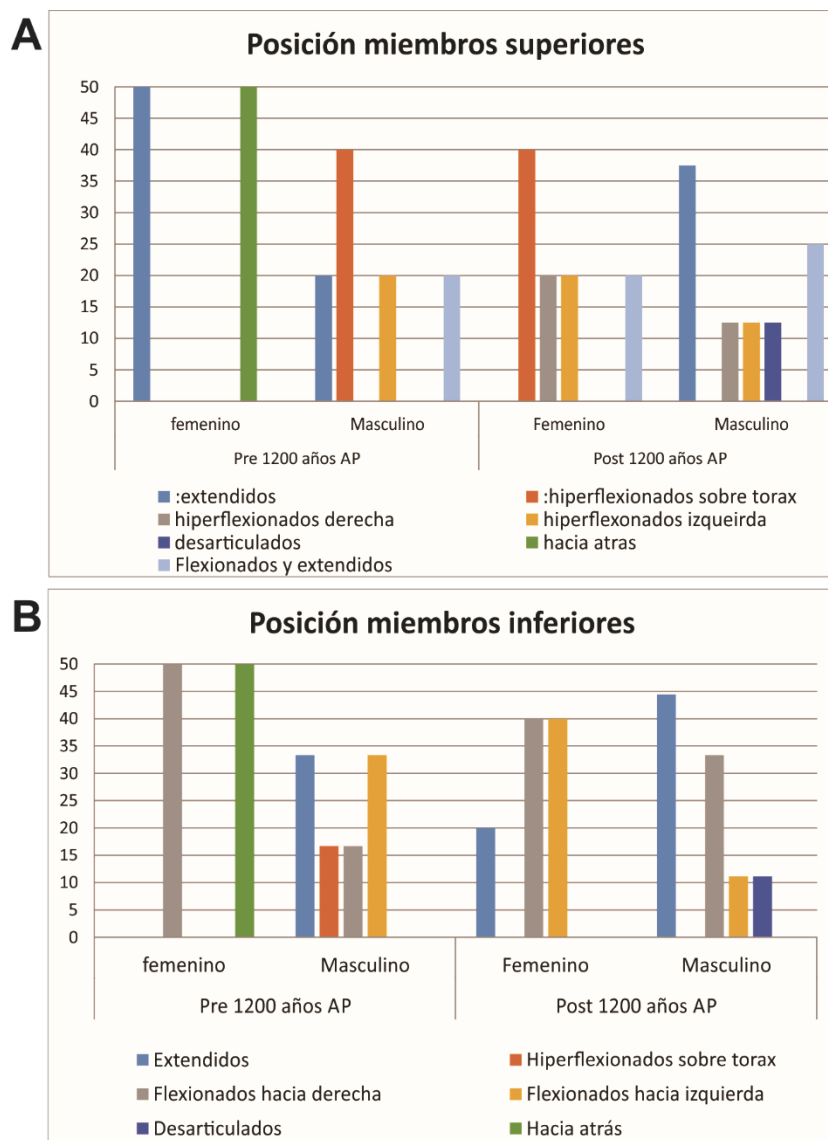 A
Posición miembros superiores
50
45
40
35
30
25
20
15
10
5
0
femenino Masculino Femenino Masculino
Pre 1200 años AP Post 1200 años AP
:extendidos :hiperflexionados sobre torax
hiperflexionados derecha hiperflexonados izqueirda
desarticulados hacia atras
Flexionados y extendidos
B
Posición miembros inferiores
50
45
40
35
30
25
20
15
10
5
0
femenino Masculino Femenino Masculino
Pre 1200 años AP Post 1200 años AP
Extendidos Hiperflexionados sobre torax
Flexionados hacia derecha Flexionados hacia izquierda
Desarticulados Hacia atrás